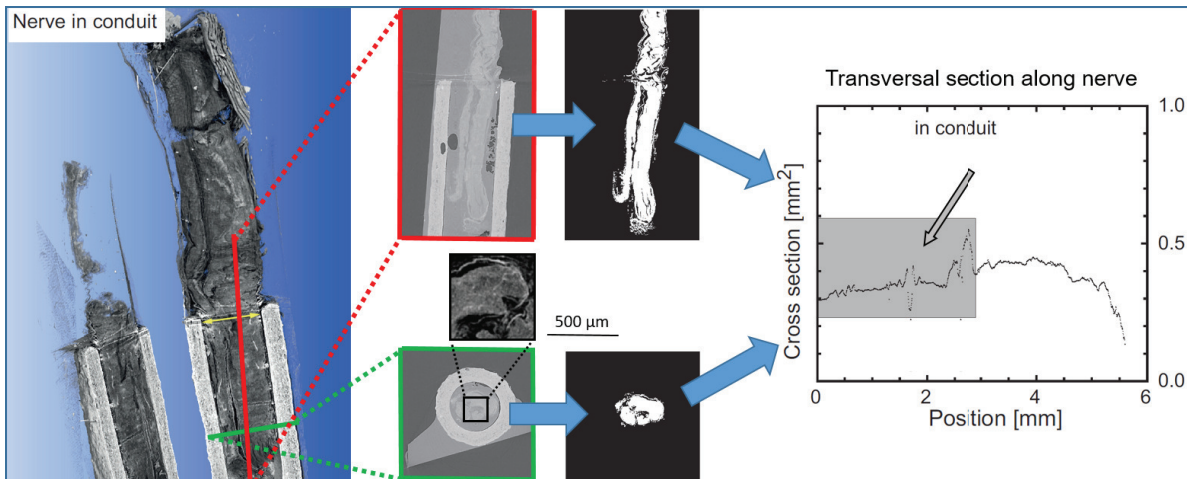 Nerve in conduit
500 µm
Transversal section along nerve
in conduit
Cross section [mm²]
1.0
0.5
0.0
0
2
4
6
Position [mm]